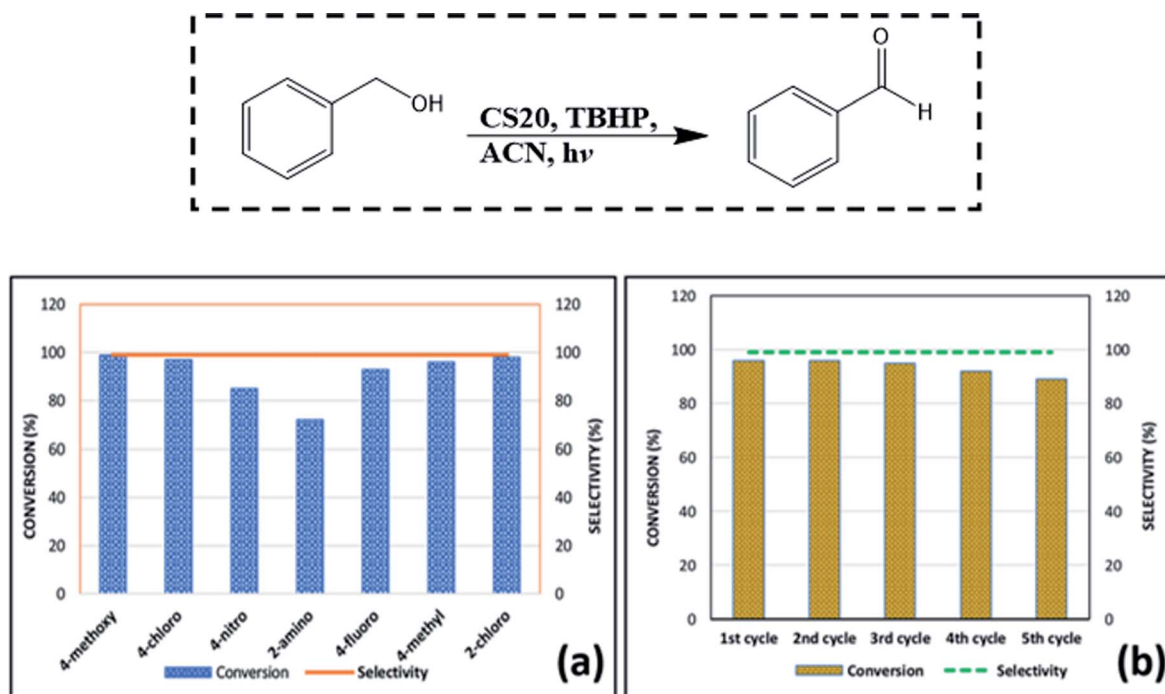 OH
CS20, TBHP,
ACN, hν
O
H
CONVERSION (%)
120
100
80
60
40
20
0
120
100
80
60
40
20
0
SELECTIVITY (%)
4-methoxy
4-chloro
4-nitro
2-amino
4-fluoro
4-methyl
2-chloro
Conversion
Selectivity
(a)
CONVERSION (%)
120
100
80
60
40
20
0
120
100
80
60
40
20
0
SELECTIVITY (%)
1st cycle 2nd cycle 3rd cycle 4th cycle 5th cycle
Conversion
Selectivity
(b)